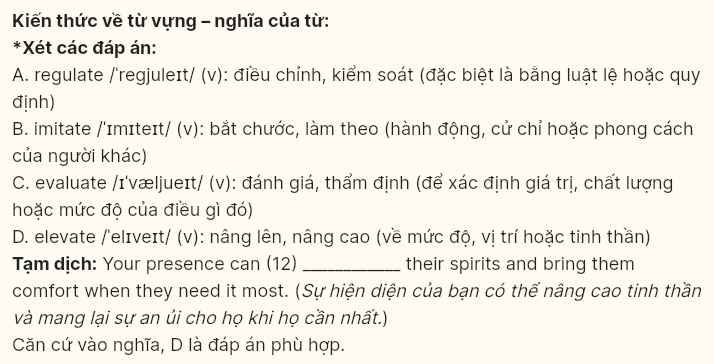 Kiến thức về từ vựng – nghĩa của từ:
*Xét các đáp án:
A. regulate /ˈregjuleɪt/ (v): điều chỉnh, kiểm soát (đặc biệt là bằng luật lệ hoặc quy
định)
B. imitate /ˈɪmɪteɪt/ (v): bắt chước, làm theo (hành động, cử chỉ hoặc phong cách
của người khác)
C. evaluate /ɪˈvæljueɪt/ (v): đánh giá, thẩm định (để xác định giá trị, chất lượng
hoặc mức độ của điều gì đó)
D. elevate /ˈelɪveɪt/ (v): nâng lên, nâng cao (về mức độ, vị trí hoặc tinh thần)
Tạm dịch: Your presence can (12) ____________ their spirits and bring them
comfort when they need it most. (Sự hiện diện của bạn có thể nâng cao tinh thần
và mang lại sự an ủi cho họ khi họ cần nhất.)
Căn cứ vào nghĩa, D là đáp án phù hợp.